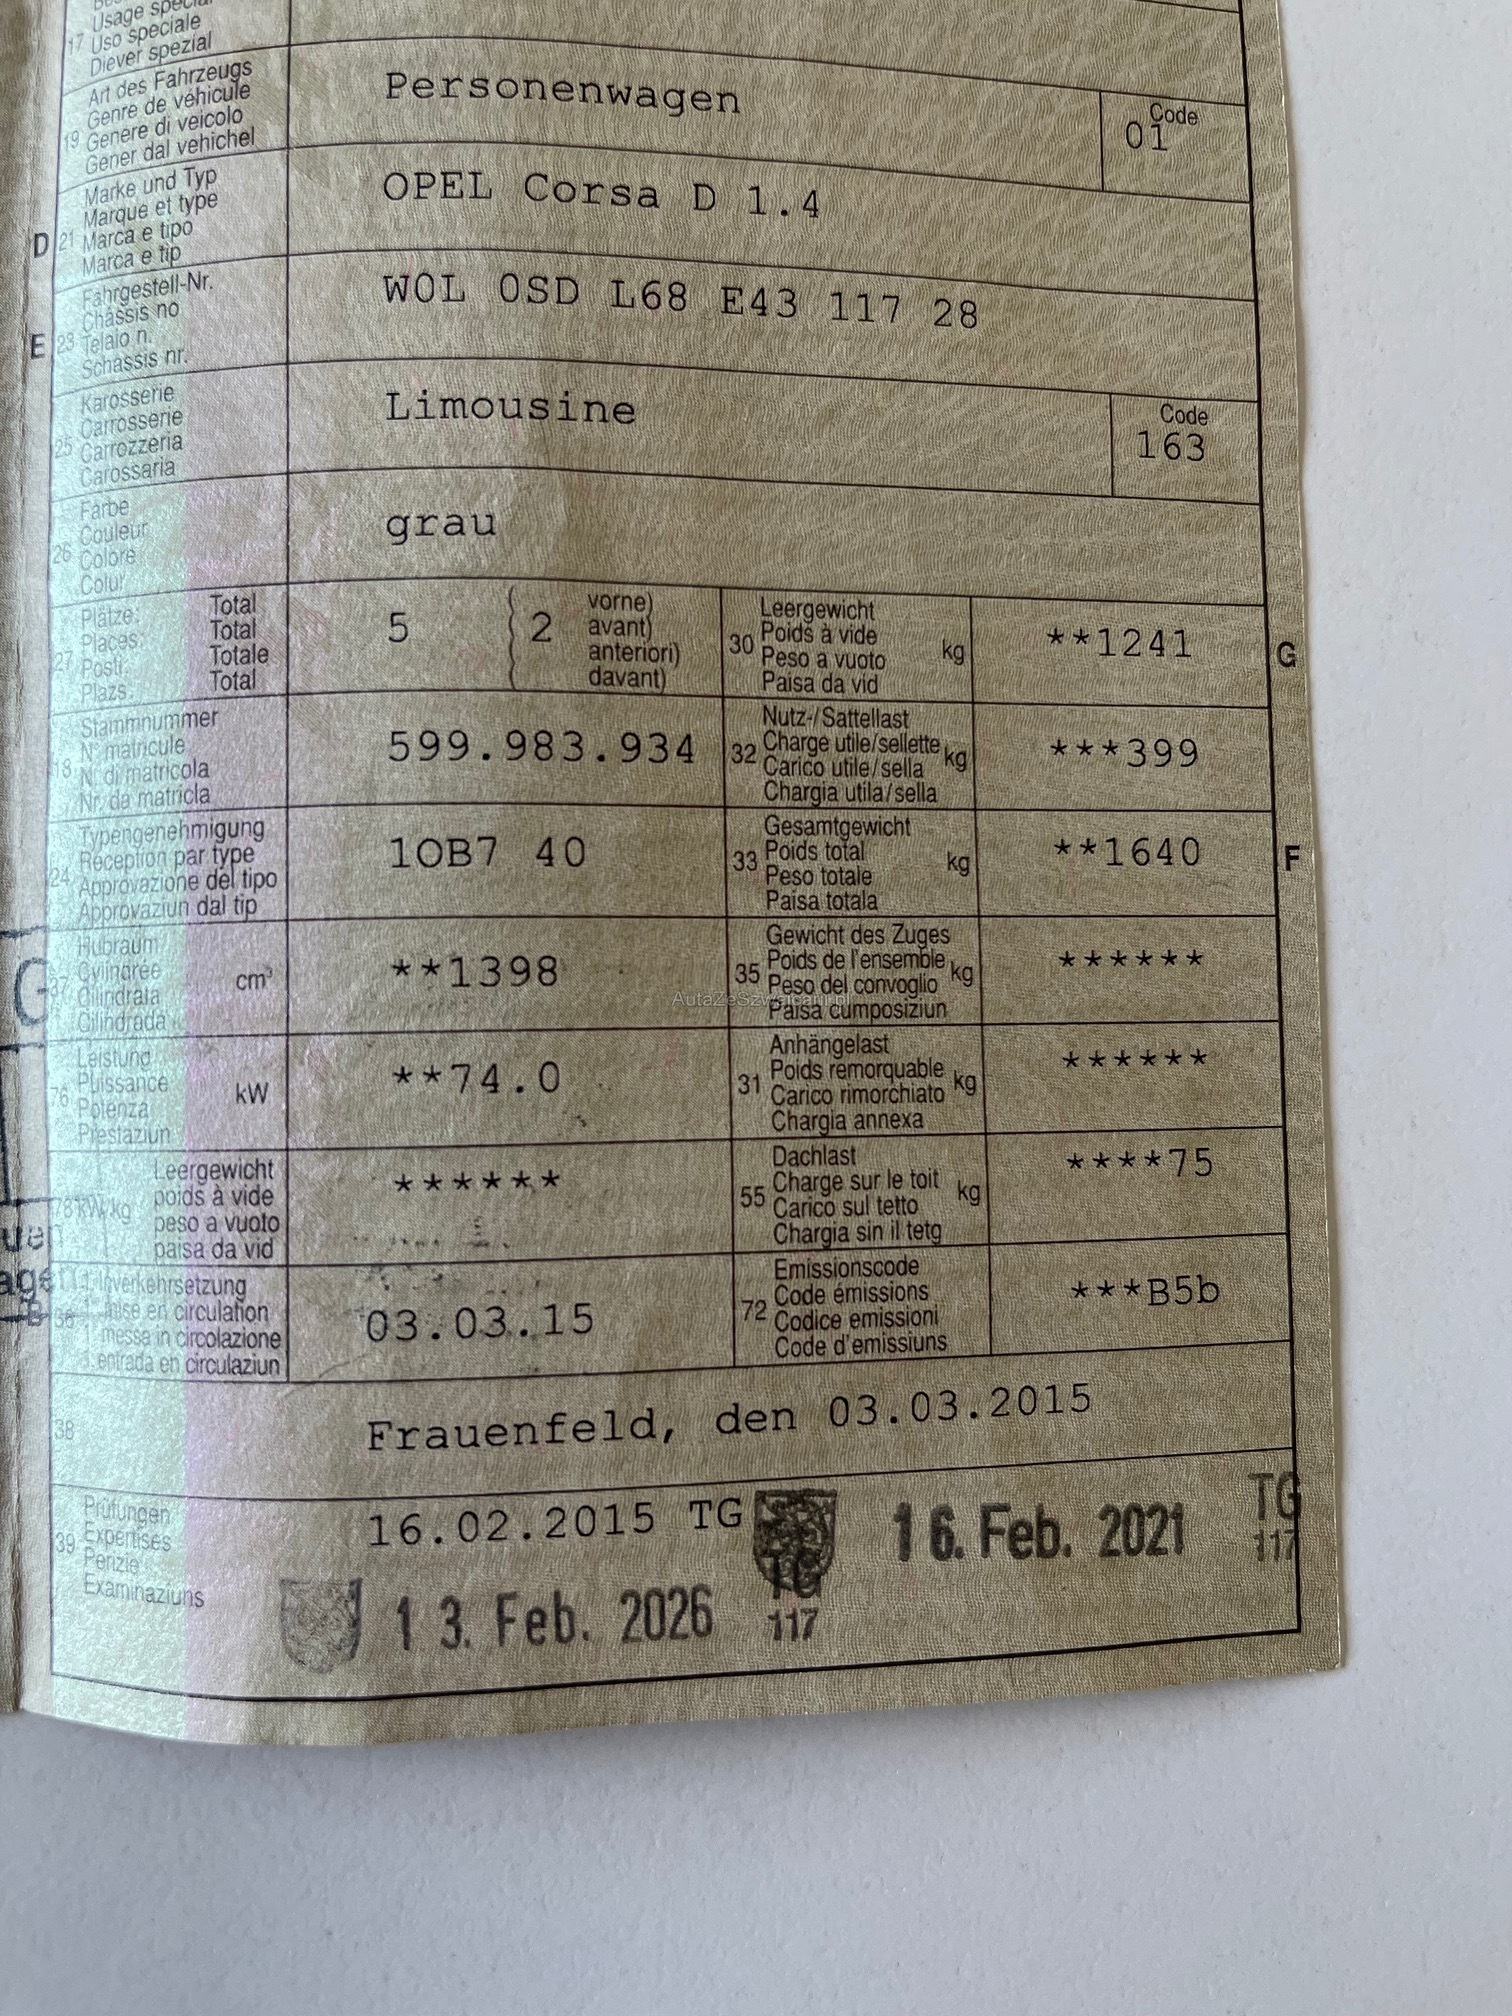 Usage
17 Uso speciale
Diever spezial
Art des Fahrzeugs
Genre de véhicule
19 Genere di veicolo
Gener dal vehichel
Personenwagen
Code
01
Marke und Typ
Marque et type
D 21 Marca e tipo
Marca e tip
OPEL Corsa D 1.4
Fahrgestell-Nr.
Châssis no
E 23 Telaio n.
Schassis nr.
WOL 0SD L68 E43 117 28
Karosserie
Carrosserie
25 Carrozzeria
Carossaria
Limousine
Code
163
Farbe
Couleur
26 Colore
Colur
grau
Plätze: Total
Places: Total
27 Posti: Totale
Plazs: Total
5 2
vorne)
avant)
anteriori)
davant)
Leergewicht
30 Poids à vide kg
Peso a vuoto
Paisa da vid
**1241
G
Stammnummer
N° matricule
18 N. di matricola
Nr. da matricla
599.983.934
Nutz-/Sattellast
32 Charge utile/sellette kg
Carico utile/sella
Chargia utila/sella
***399
Typengenehmigung
Réception par type
24 Approvazione del tipo
Approvaziun dal tip
1OB7 40
Gesamtgewicht
33 Poids total kg
Peso totale
Paisa totala
**1640
F
Hubraum
Cylindrée
37 Cilindrata cm³
Cilindrada
**1398
Gewicht des Zuges
35 Poids de l'ensemble kg
Peso del convoglio
Paisa cumposiziun
******
AutaZeSzwajcarii.pl
Leistung
Puissance
76 Potenza kW
Prestaziun
**74.0
Anhängelast
31 Poids remorquable kg
Carico rimorchiato
Chargia annexa
******
Leergewicht
78 kW/kg poids à vide
peso a vuoto
paisa da vid
******
Dachlast
55 Charge sur le toit kg
Carico sul tetto
Chargia sin il tetg
****75
1. Inverkehrsetzung
36 1. mise en circulation
1. messa in circolazione
1. entrada en circulaziun
03.03.15
Emissionscode
72 Code émissions
Codice emissioni
Code d'emissiuns
***B5b
38
Frauenfeld, den 03.03.2015
Prüfungen
39 Expertises
Perizie
Examinaziuns
16.02.2015 TG
16. Feb. 2021
TG
117
13. Feb. 2026
TG
117